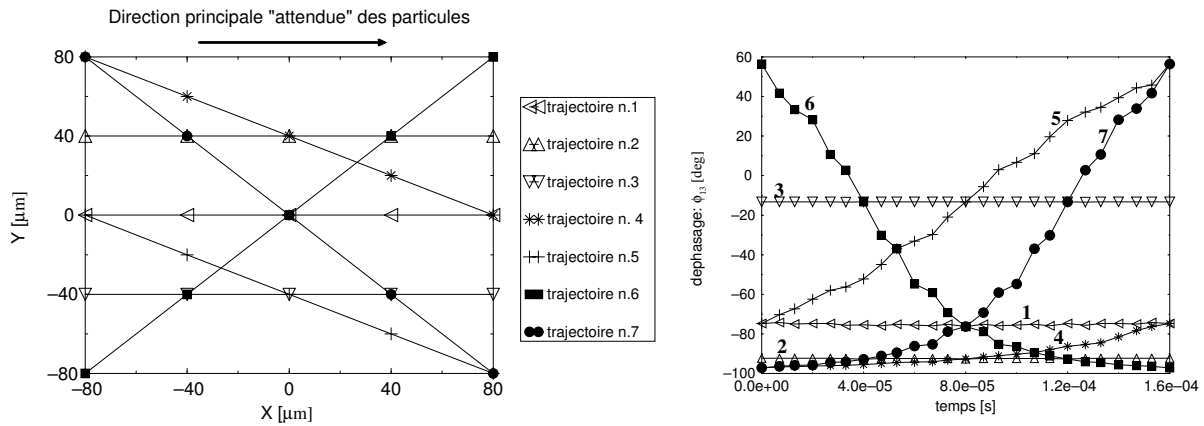 Direction principale "attendue" des particules
80
40
0
−40
−80
Y [μm]
−80 −40 0 40 80
X [μm]
trajectoire n.1
trajectoire n.2
trajectoire n.3
trajectoire n. 4
trajectoire n.5
trajectoire n.6
trajectoire n.7
60
40
20
0
−20
−40
−60
−80
−100
dephasage: ϕ13 [deg]
6
5
7
3
1
2
4
0.0e+00 4.0e−05 8.0e−05 1.2e−04 1.6e−04
temps [s]